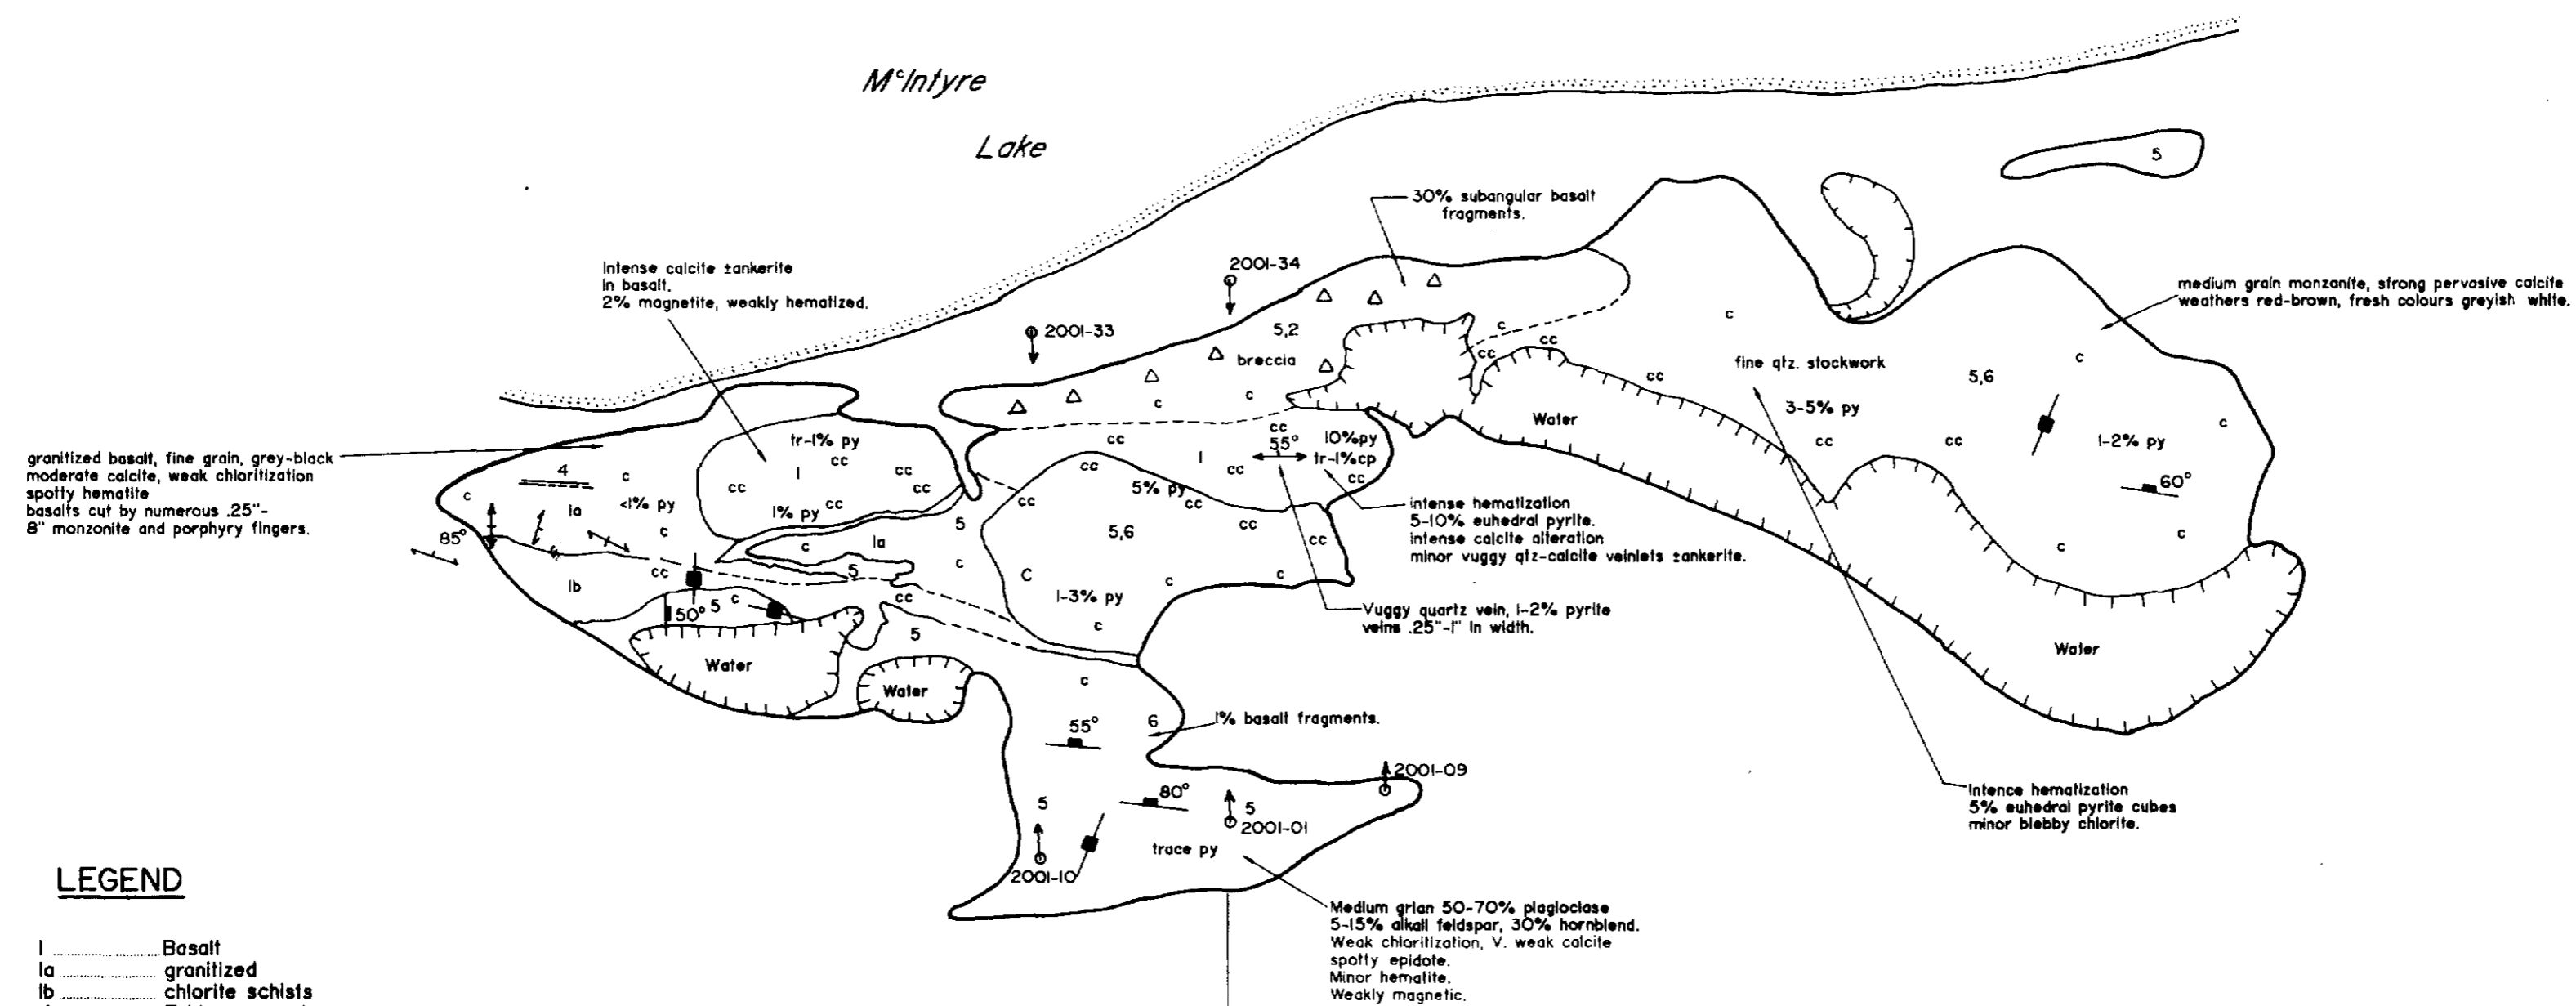 McIntyre
Lake
5
30% subangular basalt
fragments.
2001-34
Intense calcite ±ankerite
in basalt.
2% magnetite, weakly hematized.
medium grain monzanite, strong pervasive calcite
weathers red-brown, fresh colours greyish white.
2001-33
5,2
breccia
c
c
c
cc
cc
cc
c
c
fine qtz. stockwork
5,6
3-5% py
cc
cc
c
c
1-2% py
60°
c
c
Water
Water
granitized basalt, fine grain, grey-black
moderate calcite, weak chloritization
spotty hematite
basalts cut by numerous .25"-
8" monzonite and porphyry fingers.
tr-1% py
1
cc
cc
cc
cc
cc
1% py
4
c
c
1a
<1% py
c
85°
1b
cc
50°
5
c
Water
c
1a
5
5
c
cc
5
Water
cc
1
cc
55°
cc
10%py
tr-1%cp
cc
cc
cc
5% py
cc
cc
cc
5,6
C
c
c
1-3% py
c
intense hematization
5-10% euhedral pyrite.
intense calcite alteration
minor vuggy qtz-calcite veinlets ±ankerite.
Vuggy quartz vein, 1-2% pyrite
veins .25"-1" in width.
c
55°
6
1% basalt fragments.
2001-09
80°
5
5
2001-01
2001-10
trace py
Intence hematization
5% euhedral pyrite cubes
minor blebby chlorite.
Medium grian 50-70% plagioclase
5-15% alkali feldspar, 30% hornblend.
Weak chloritization, V. weak calcite
spotty epidote.
Minor hematite.
Weakly magnetic.
LEGEND
1 ........ Basalt
1a ........ granitized
1b ........ chlorite schists